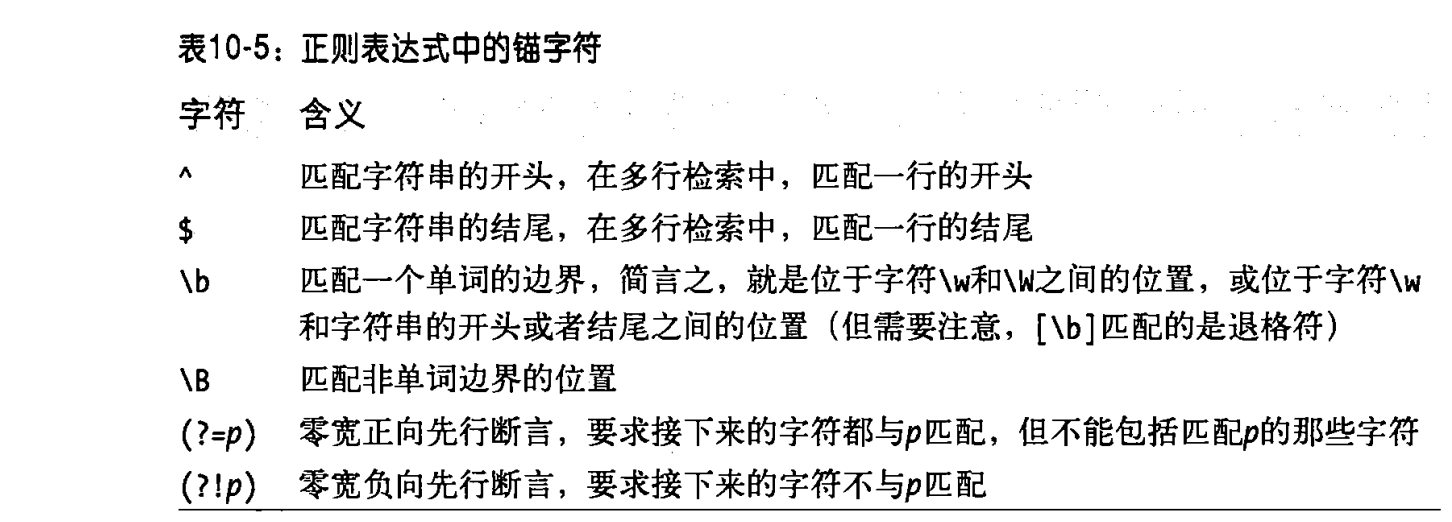 表10-5：正则表达式中的锚字符
字符 含义
^ 匹配字符串的开头，在多行检索中，匹配一行的开头
$ 匹配字符串的结尾，在多行检索中，匹配一行的结尾
\b 匹配一个单词的边界，简言之，就是位于字符\w和\W之间的位置，或位于字符\w
和字符串的开头或者结尾之间的位置（但需要注意，[\b]匹配的是退格符）
\B 匹配非单词边界的位置
(?=p) 零宽正向先行断言，要求接下来的字符都与p匹配，但不能包括匹配p的那些字符
(?!p) 零宽负向先行断言，要求接下来的字符不与p匹配